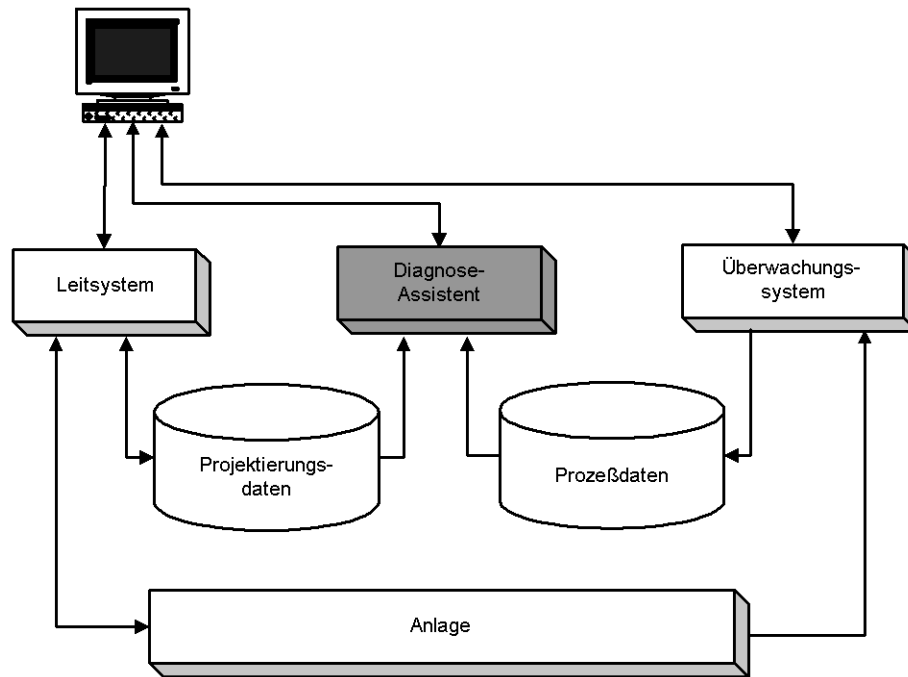 Leitsystem
Diagnose-
Assistent
Überwachungs-
system
Projektierungs-
daten
Prozeßdaten
Anlage